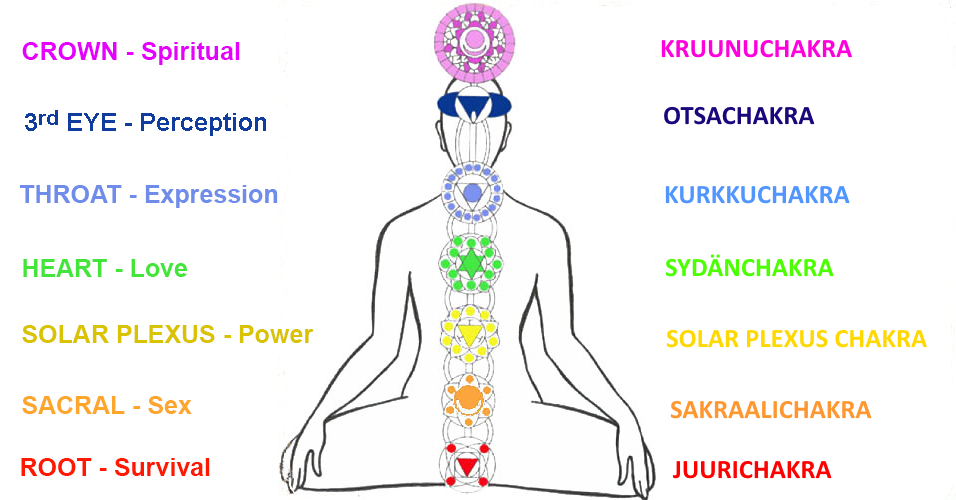 CROWN - Spiritual
KRUUNUCHAKRA
3rd EYE - Perception
OTSACHAKRA
THROAT - Expression
KURKKUCHAKRA
HEART - Love
SYDÄNCHAKRA
SOLAR PLEXUS - Power
SOLAR PLEXUS CHAKRA
SACRAL - Sex
SAKRAALICHAKRA
ROOT - Survival
JUURICHAKRA